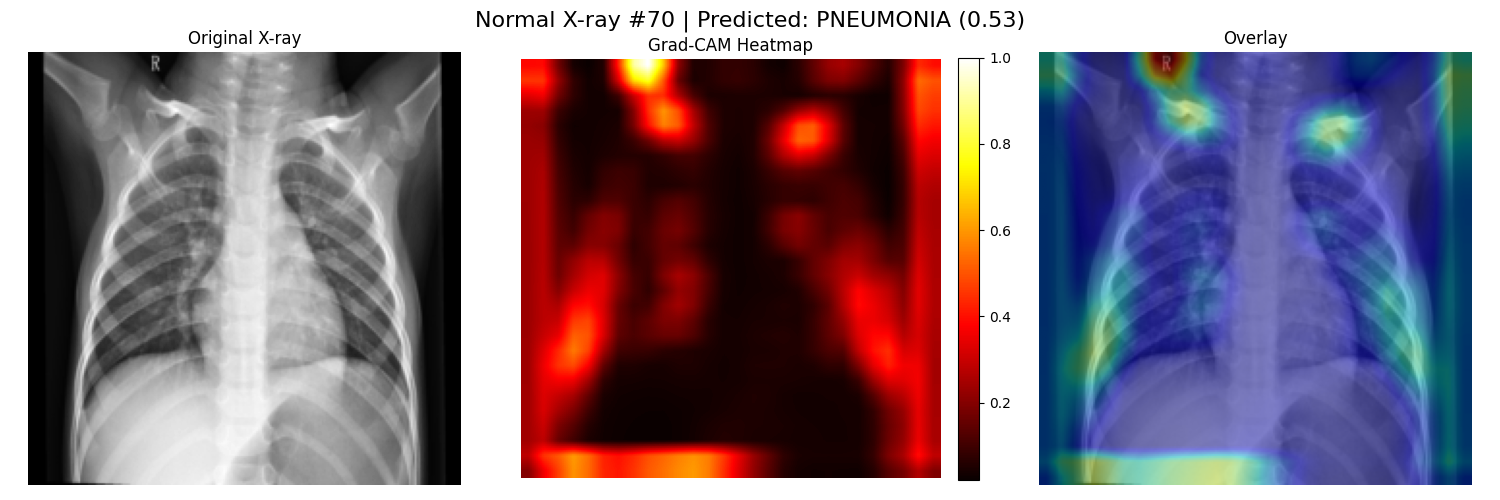 Normal X-ray #70 | Predicted: PNEUMONIA (0.53)
Original X-ray
Grad-CAM Heatmap
Overlay
R
1.0
0.8
0.6
0.4
0.2
R